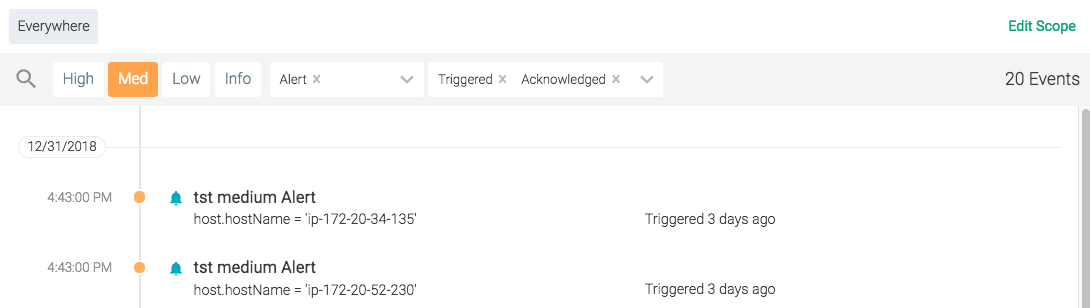 Everywhere Edit Scope
High Med Low Info Alert × Triggered × Acknowledged × 20 Events
12/31/2018
4:43:00 PM tst medium Alert
host.hostName = 'ip-172-20-34-135' Triggered 3 days ago
4:43:00 PM tst medium Alert
host.hostName = 'ip-172-20-52-230' Triggered 3 days ago